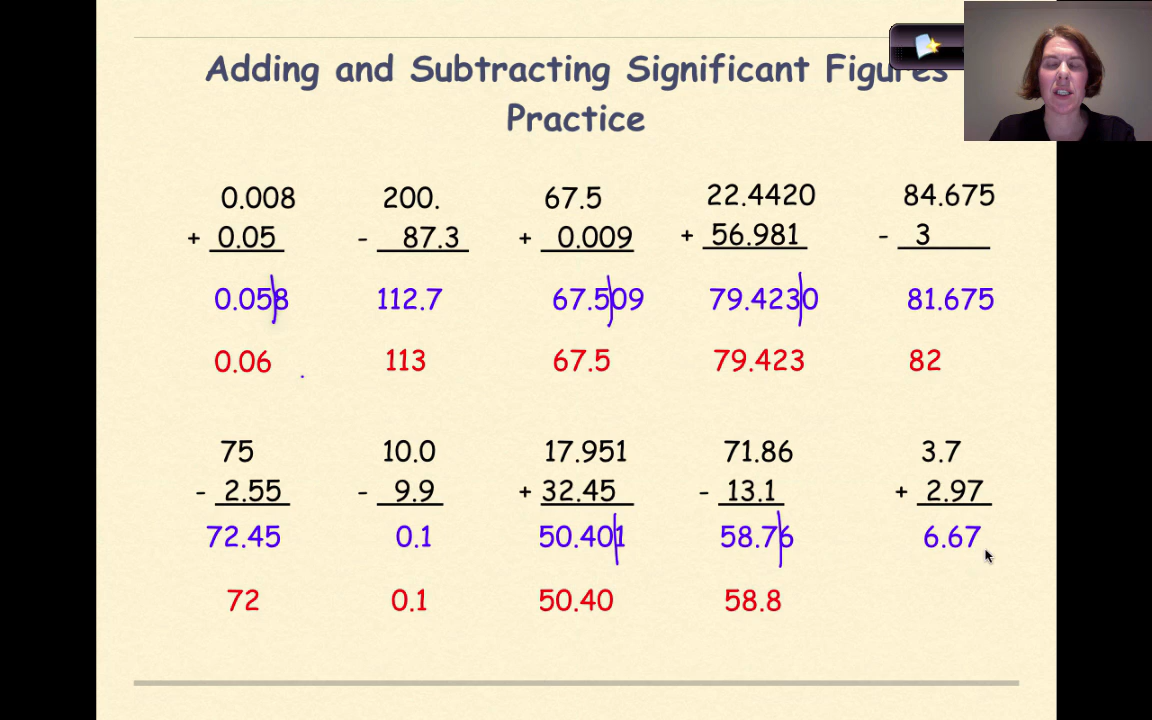 Adding and Subtracting Significant Figures
Practice
0.008 200. 67.5 22.4420 84.675
+ 0.05 - 87.3 + 0.009 + 56.981 - 3
0.058 112.7 67.509 79.4230 81.675
0.06 113 67.5 79.423 82
75 10.0 17.951 71.86 3.7
- 2.55 - 9.9 + 32.45 - 13.1 + 2.97
72.45 0.1 50.401 58.76 6.67
72 0.1 50.40 58.8